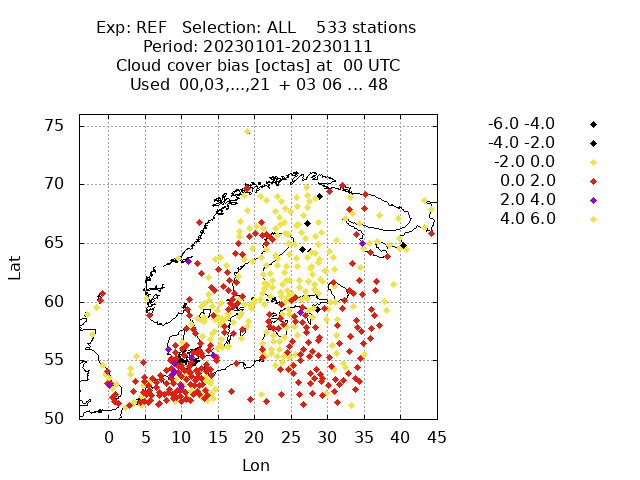 Exp: REF Selection: ALL 533 stations
Period: 20230101-20230111
Cloud cover bias [octas] at 00 UTC
Used 00,03,...,21 + 03 06 ... 48
-6.0 -4.0
-4.0 -2.0
-2.0 0.0
0.0 2.0
2.0 4.0
4.0 6.0
75
70
65
60
55
50
Lat
0 5 10 15 20 25 30 35 40 45
Lon